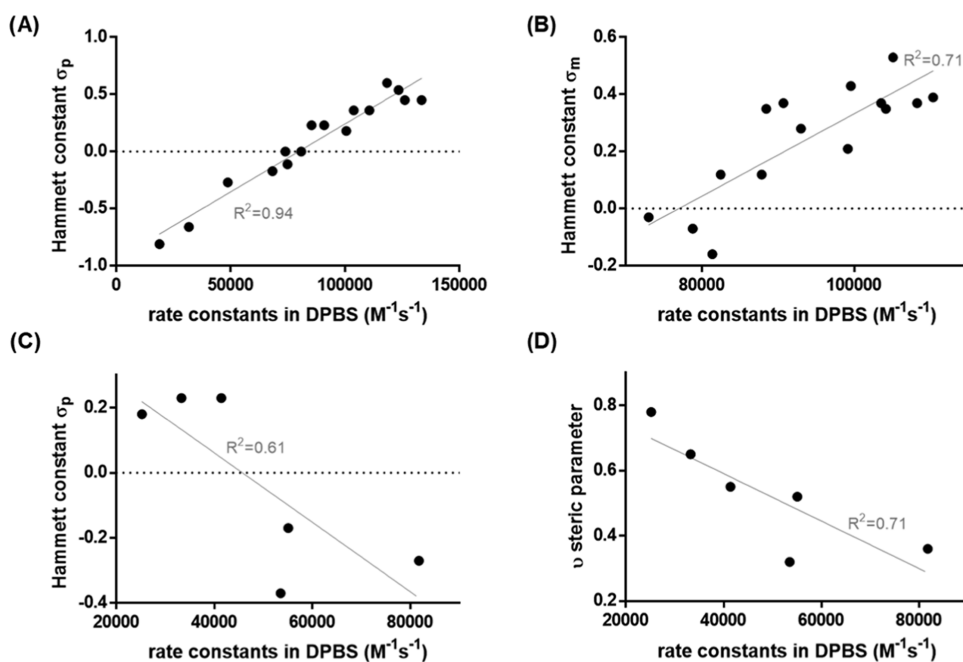 (A)
Hammett constant σp
1.0
0.5
0.0
-0.5
-1.0
R²=0.94
0
50000
100000
150000
rate constants in DPBS (M⁻¹s⁻¹)
(B)
Hammett constant σm
0.6
0.4
0.2
0.0
-0.2
R²=0.71
80000
100000
rate constants in DPBS (M⁻¹s⁻¹)
(C)
Hammett constant σp
0.2
0.0
-0.2
-0.4
R²=0.61
20000
40000
60000
80000
rate constants in DPBS (M⁻¹s⁻¹)
(D)
υ steric parameter
0.8
0.6
0.4
0.2
R²=0.71
20000
40000
60000
80000
rate constants in DPBS (M⁻¹s⁻¹)